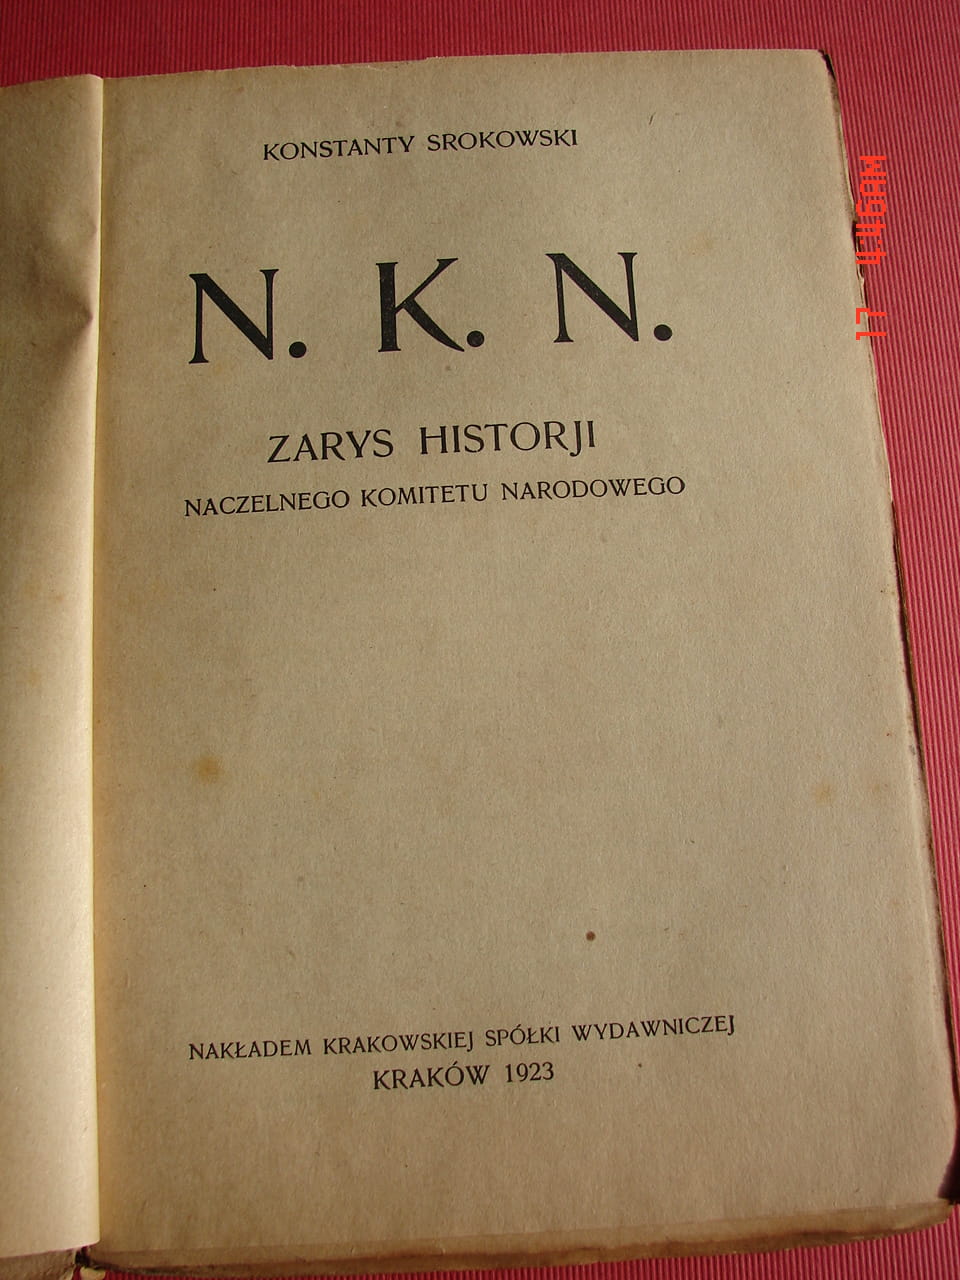 KONSTANTY SROKOWSKI
N. K. N.
ZARYS HISTORJI
NACZELNEGO KOMITETU NARODOWEGO
NAKŁADEM KRAKOWSKIEJ SPÓŁKI WYDAWNICZEJ
KRAKÓW 1923